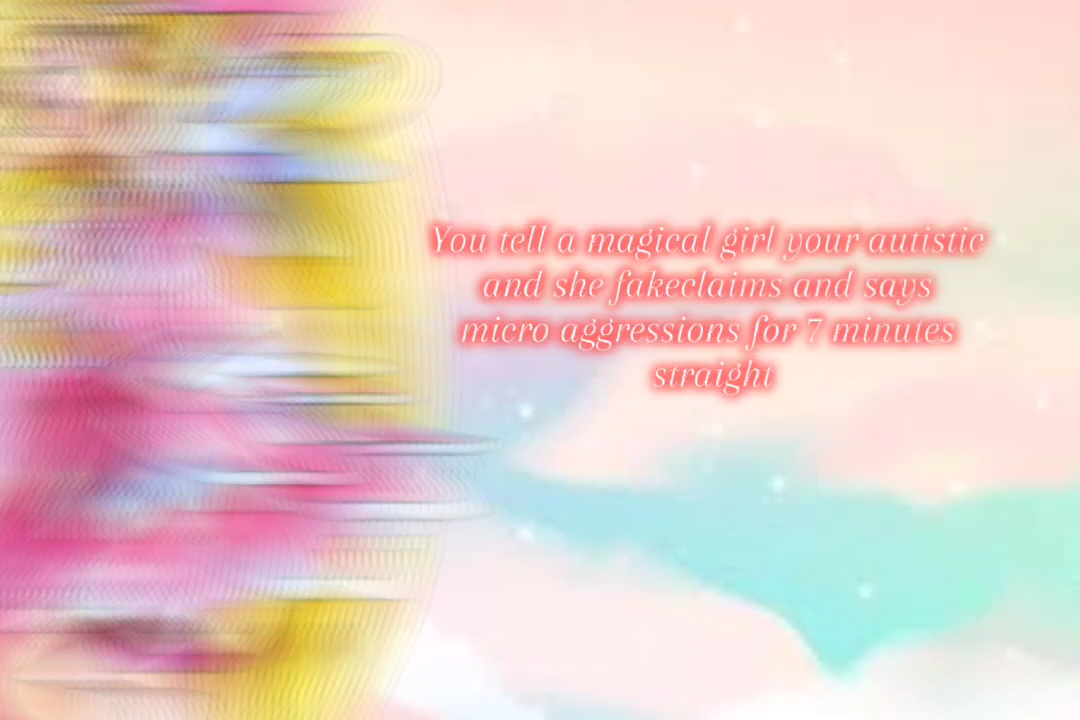 You tell a magical girl your autistic
and she fakeclaims and says
micro aggressions for 7 minutes
straight